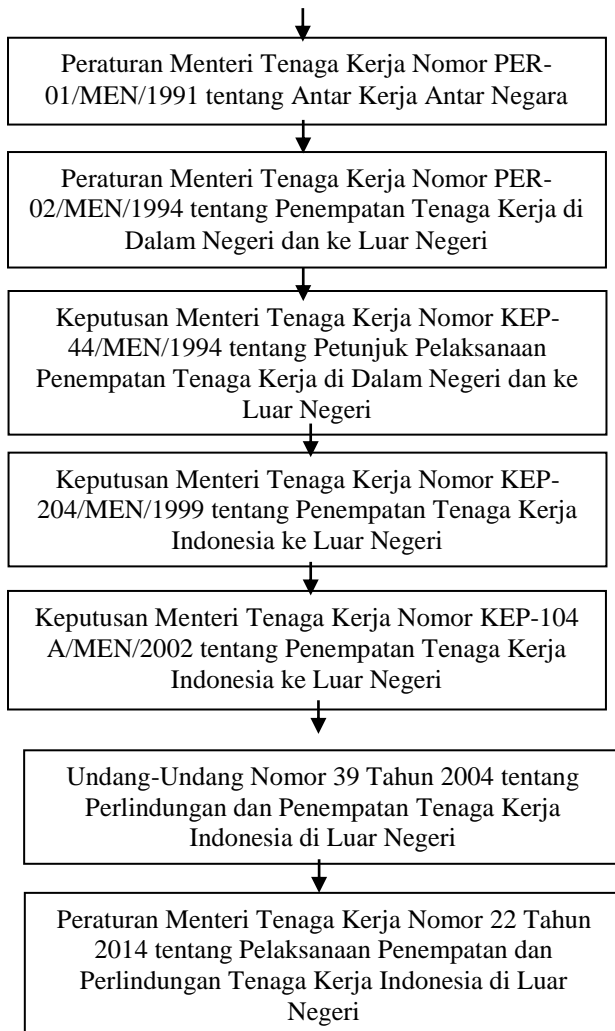 Peraturan Menteri Tenaga Kerja Nomor PER-
01/MEN/1991 tentang Antar Kerja Antar Negara
Peraturan Menteri Tenaga Kerja Nomor PER-
02/MEN/1994 tentang Penempatan Tenaga Kerja di
Dalam Negeri dan ke Luar Negeri
Keputusan Menteri Tenaga Kerja Nomor KEP-
44/MEN/1994 tentang Petunjuk Pelaksanaan
Penempatan Tenaga Kerja di Dalam Negeri dan ke
Luar Negeri
Keputusan Menteri Tenaga Kerja Nomor KEP-
204/MEN/1999 tentang Penempatan Tenaga Kerja
Indonesia ke Luar Negeri
Keputusan Menteri Tenaga Kerja Nomor KEP-104
A/MEN/2002 tentang Penempatan Tenaga Kerja
Indonesia ke Luar Negeri
Undang-Undang Nomor 39 Tahun 2004 tentang
Perlindungan dan Penempatan Tenaga Kerja
Indonesia di Luar Negeri
Peraturan Menteri Tenaga Kerja Nomor 22 Tahun
2014 tentang Pelaksanaan Penempatan dan
Perlindungan Tenaga Kerja Indonesia di Luar
Negeri